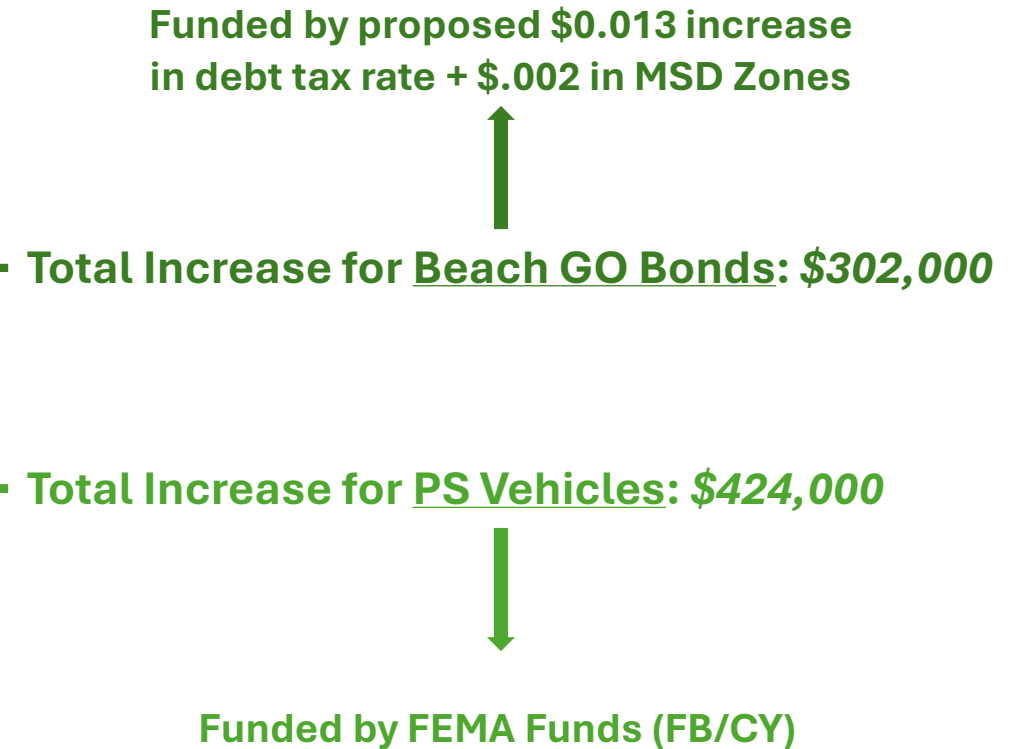 Funded by proposed $0.013 increase
in debt tax rate + $.002 in MSD Zones
- Total Increase for Beach GO Bonds: $302,000
- Total Increase for PS Vehicles: $424,000
Funded by FEMA Funds (FB/CY)